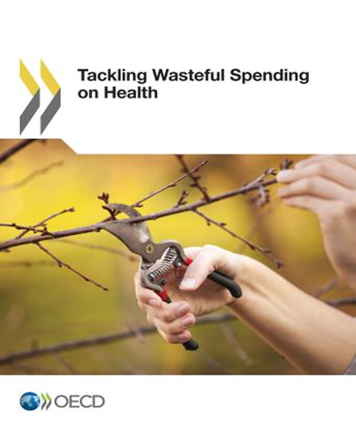 Tackling Wasteful Spending
on Health
OECD